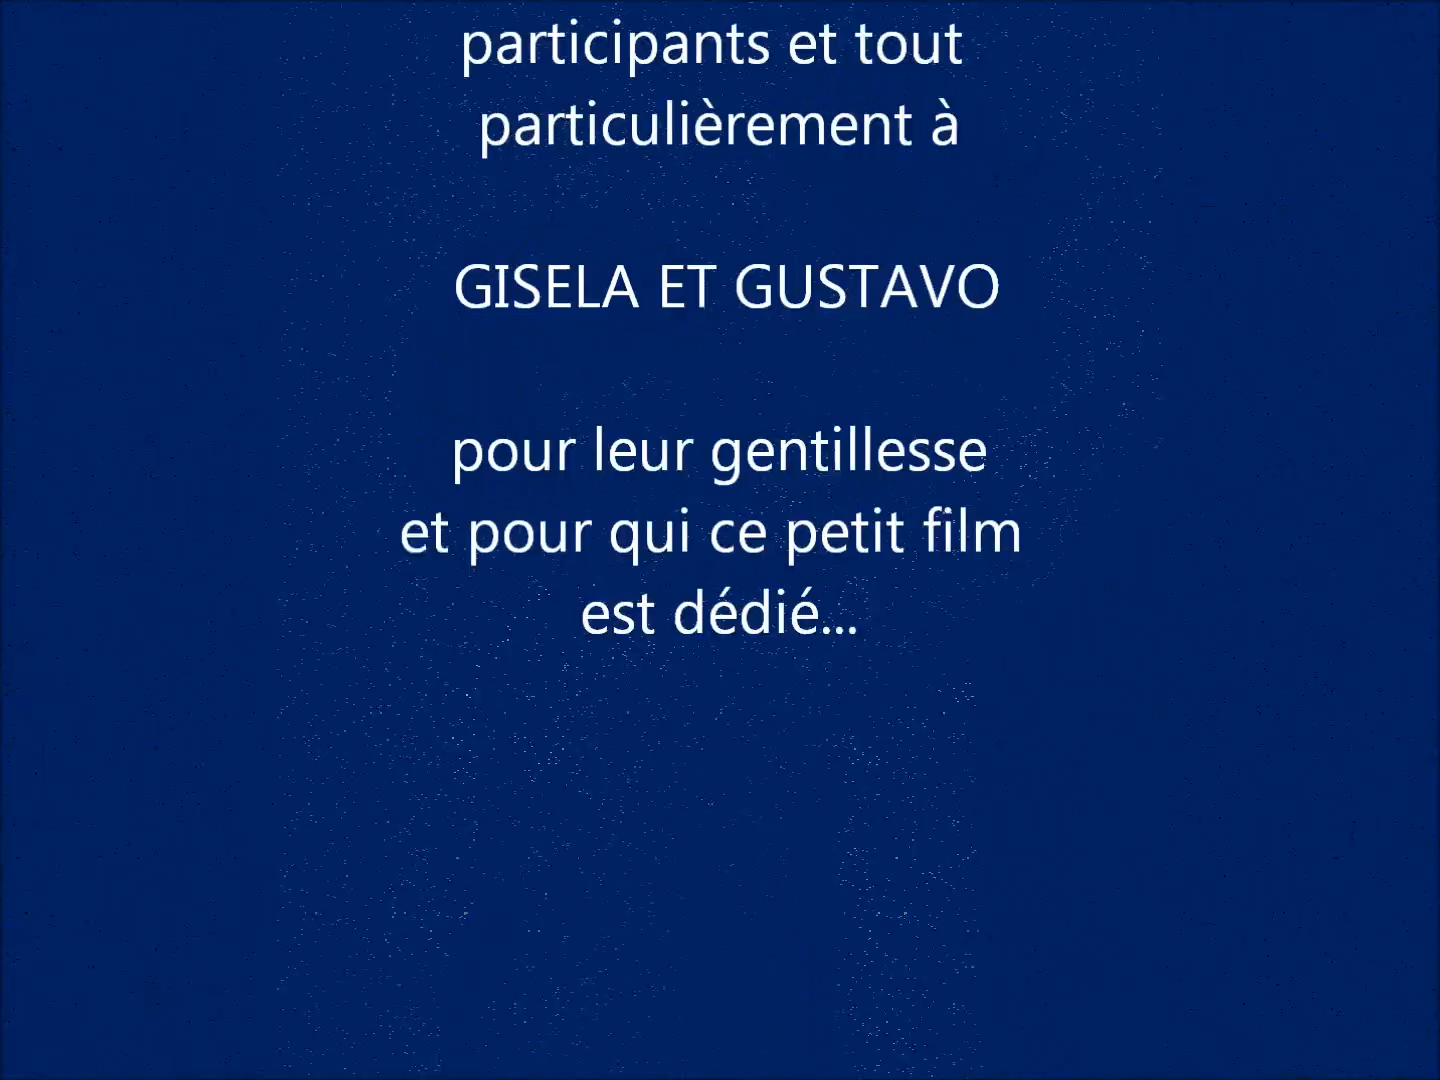 participants et tout
particulièrement à
GISELA ET GUSTAVO
pour leur gentillesse
et pour qui ce petit film
est dédié...